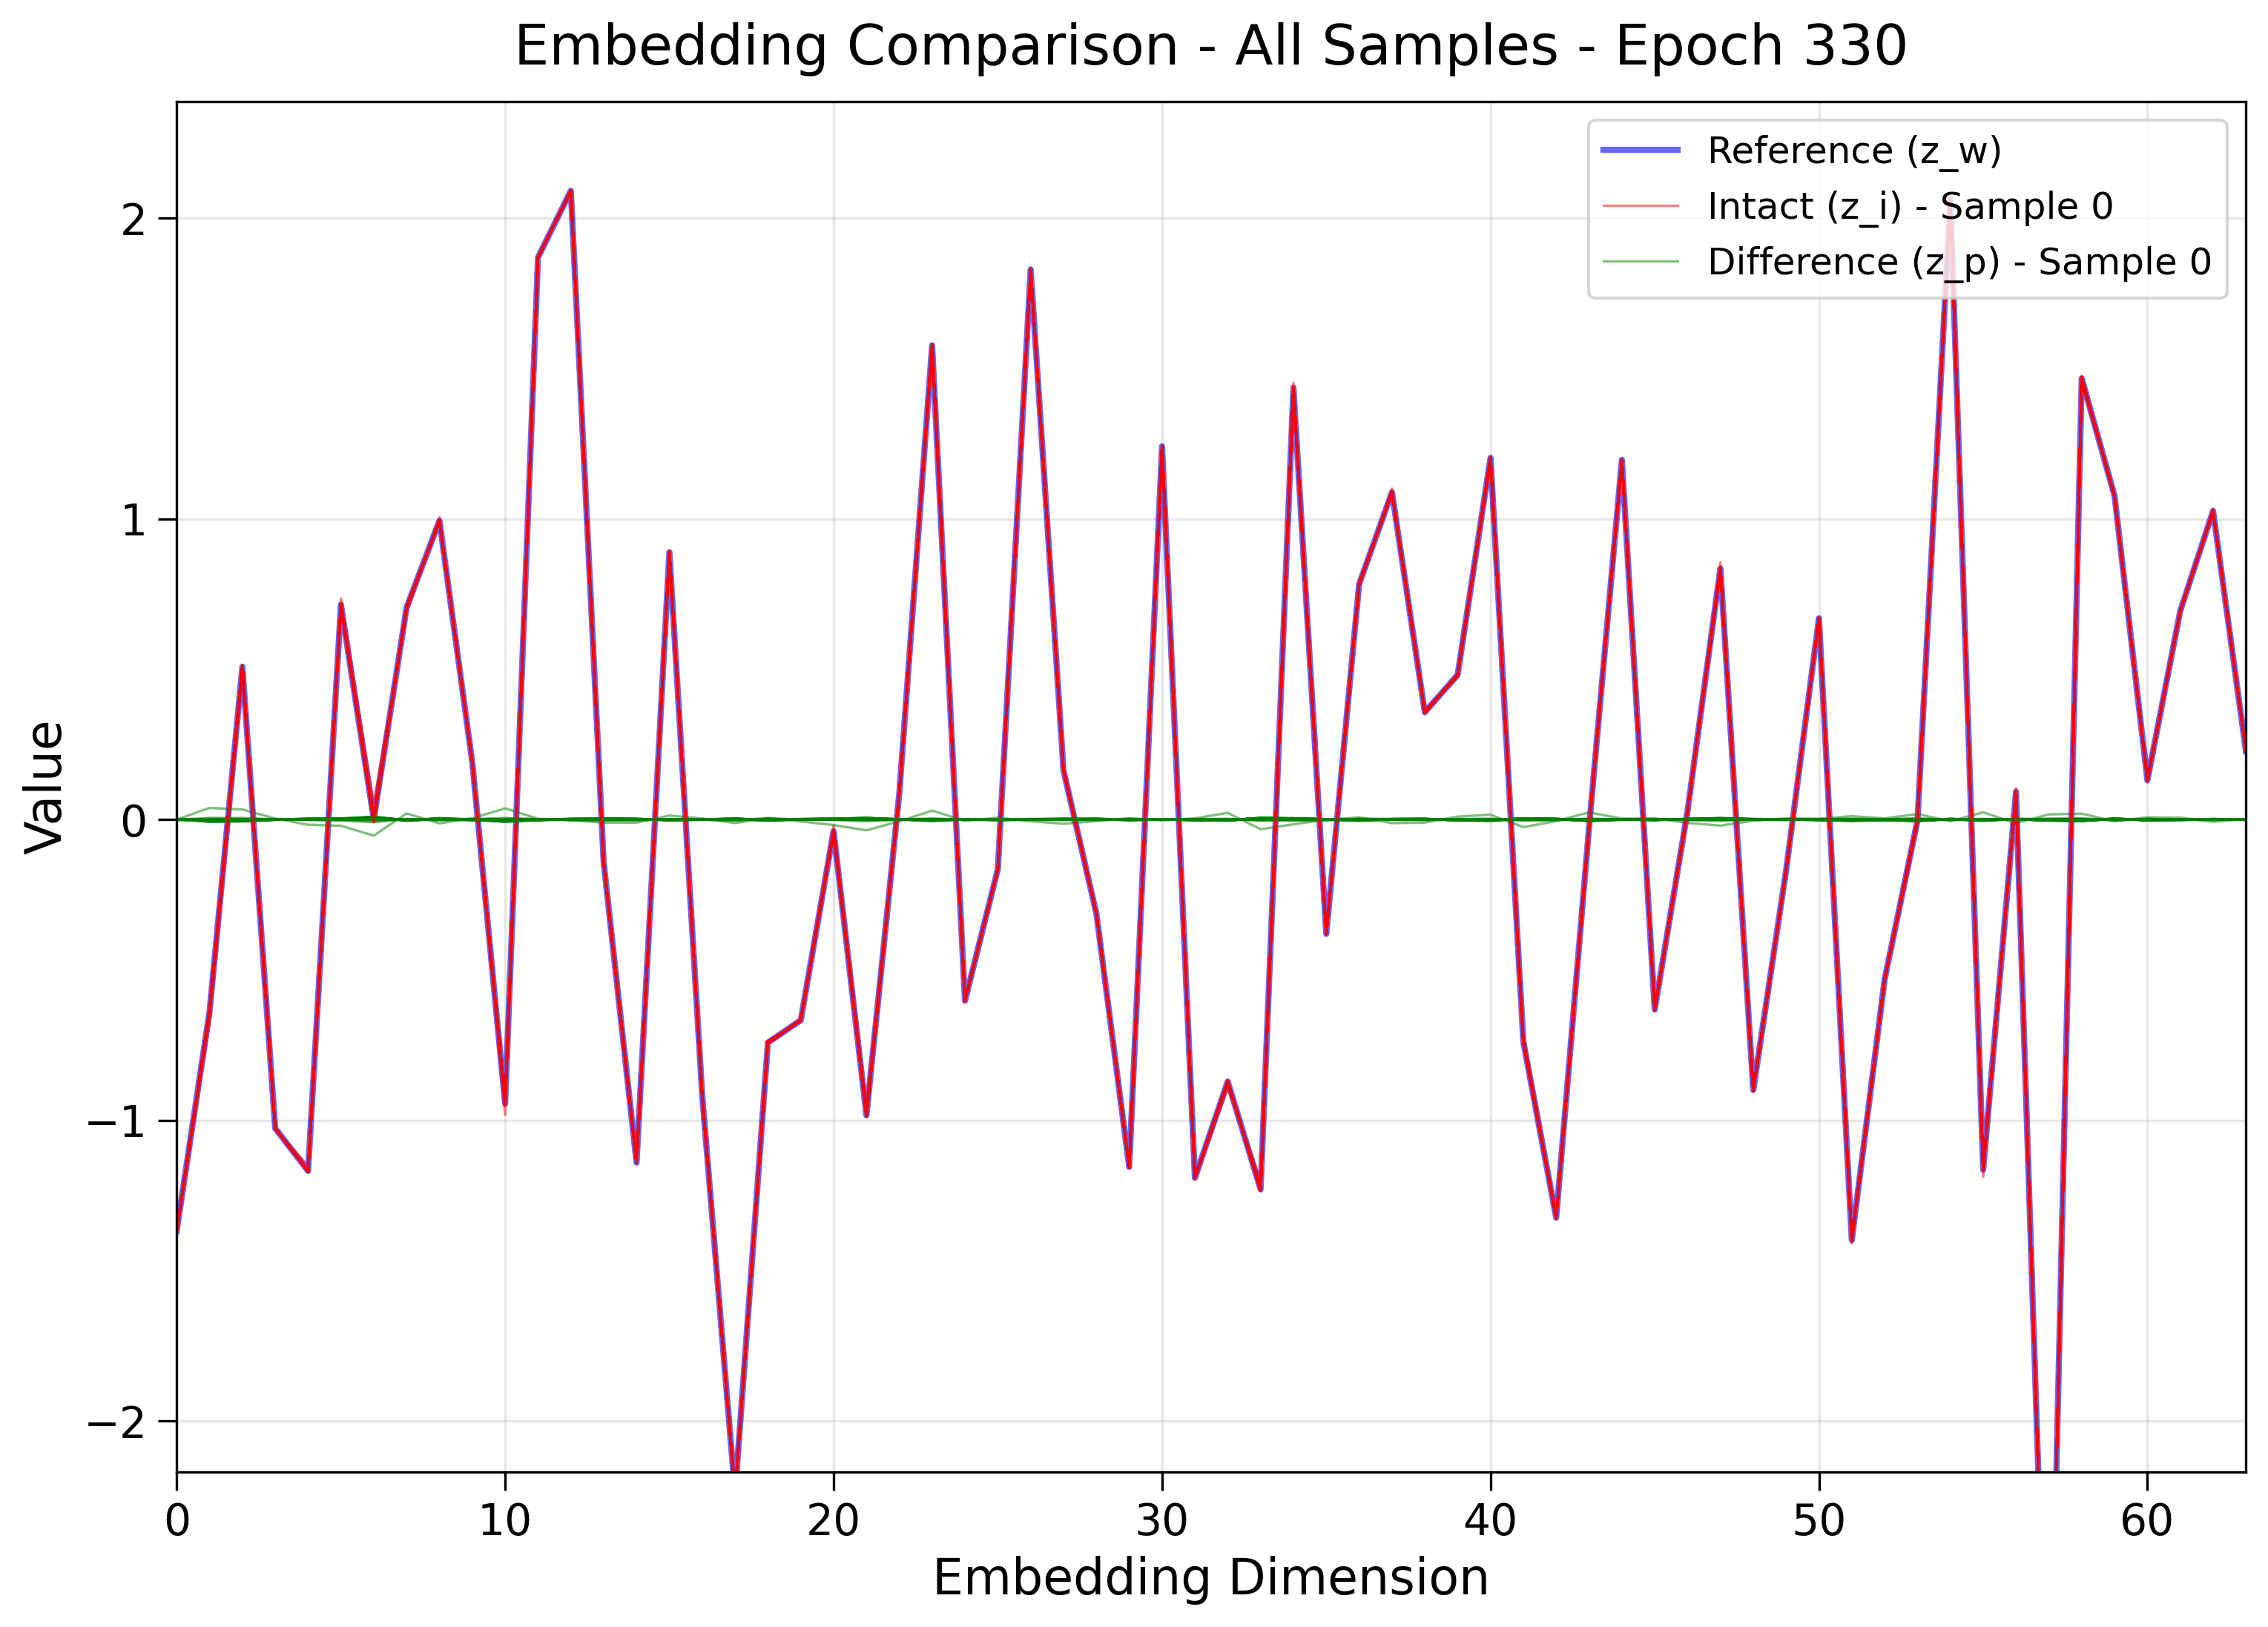 Embedding Comparison - All Samples - Epoch 330
Reference (z_w)
Intact (z_i) - Sample 0
Difference (z_p) - Sample 0
Value
2
1
0
−1
−2
0 10 20 30 40 50 60
Embedding Dimension